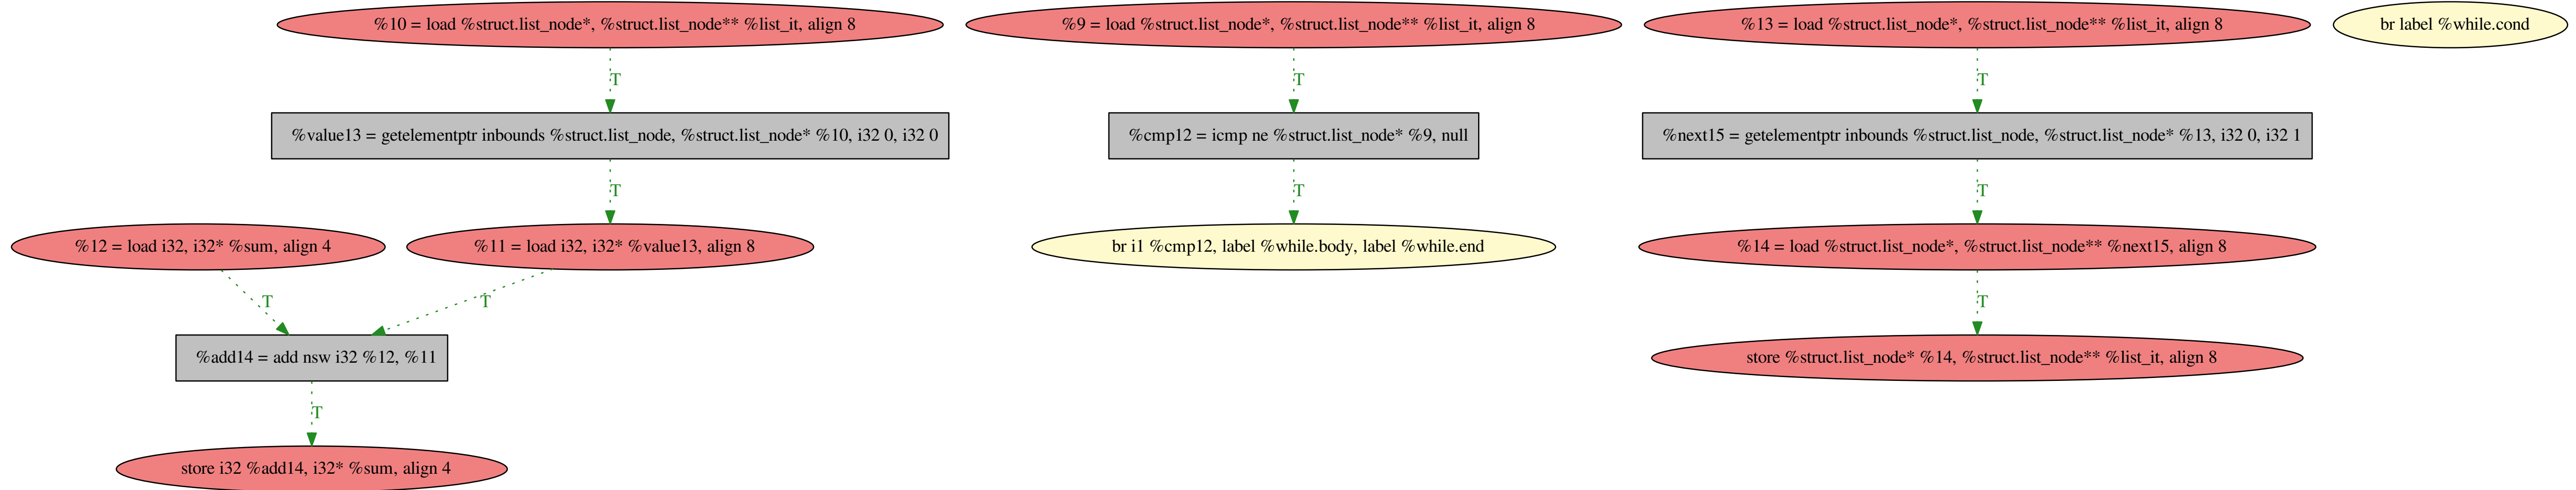 %10 = load %struct.list_node*, %struct.list_node** %list_it, align 8
%9 = load %struct.list_node*, %struct.list_node** %list_it, align 8
%13 = load %struct.list_node*, %struct.list_node** %list_it, align 8
br label %while.cond
T
T
T
%value13 = getelementptr inbounds %struct.list_node, %struct.list_node* %10, i32 0, i32 0
%cmp12 = icmp ne %struct.list_node* %9, null
%next15 = getelementptr inbounds %struct.list_node, %struct.list_node* %13, i32 0, i32 1
T
T
T
%12 = load i32, i32* %sum, align 4
%11 = load i32, i32* %value13, align 8
br i1 %cmp12, label %while.body, label %while.end
%14 = load %struct.list_node*, %struct.list_node** %next15, align 8
T
T
T
%add14 = add nsw i32 %12, %11
store %struct.list_node* %14, %struct.list_node** %list_it, align 8
T
store i32 %add14, i32* %sum, align 4